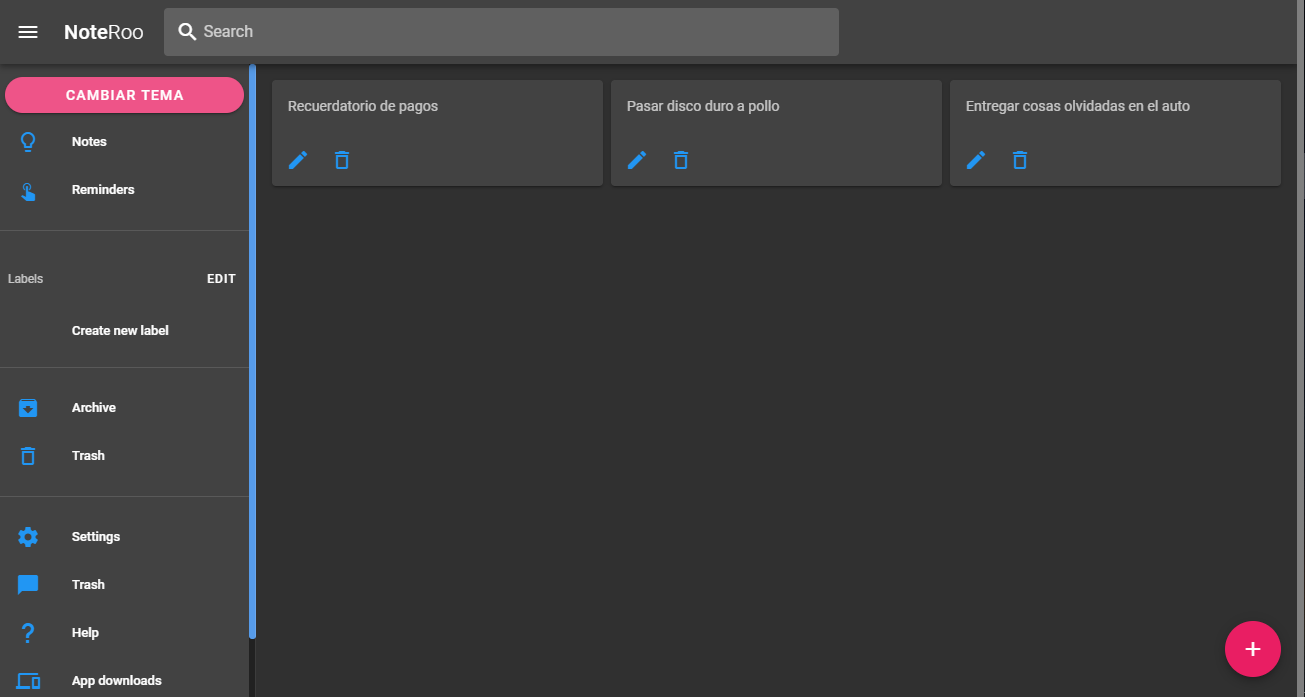 NoteRoo
Search
CAMBIAR TEMA
Notes
Reminders
Labels
EDIT
Create new label
Archive
Trash
Settings
Trash
Help
App downloads
Recuerdatorio de pagos
Pasar disco duro a pollo
Entregar cosas olvidadas en el auto